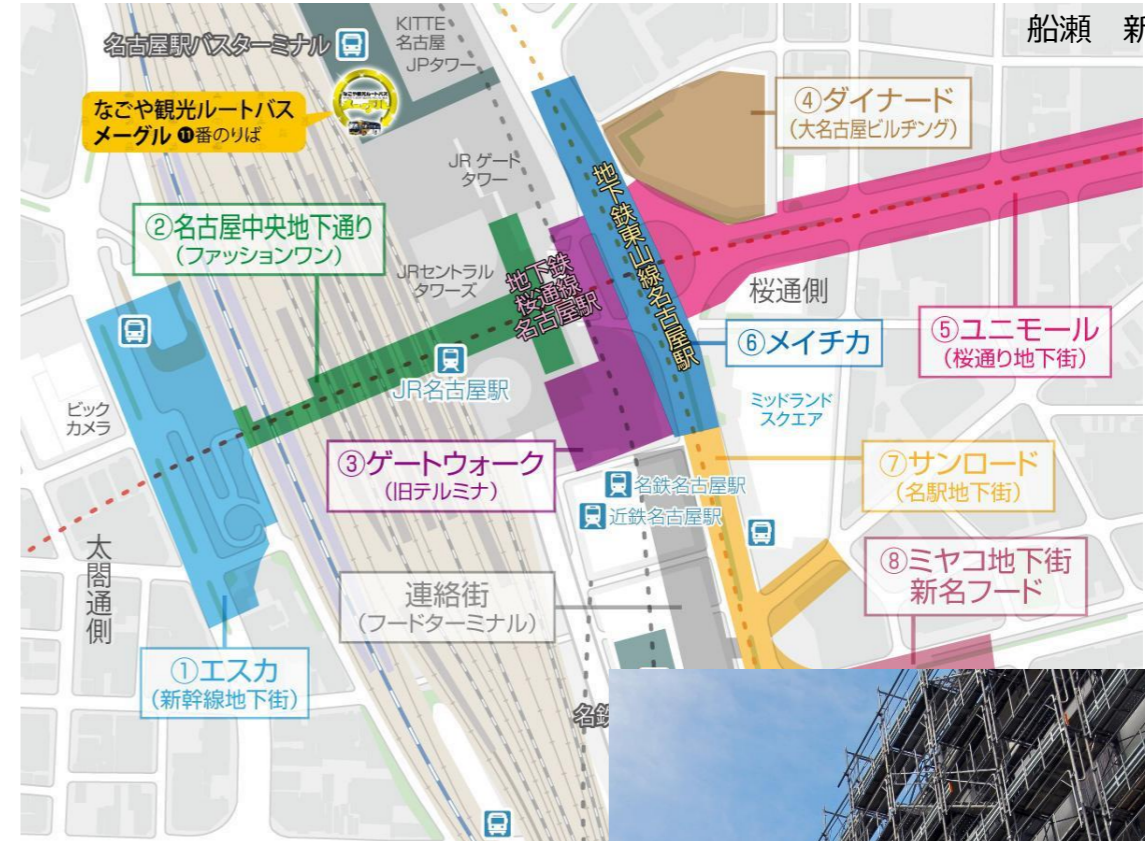 船瀬　新
KITTE
名古屋
JPタワー
名古屋駅バスターミナル
なごや観光ルートバス
メーグル ⓫番のりば
④ダイナード
(大名古屋ビルヂング)
JR ゲート
タワー
②名古屋中央地下通り
(ファッションワン)
地下鉄東山線名古屋駅
JRセントラル
タワーズ
地下鉄
桜通線
名古屋駅
桜通側
⑤ユニモール
(桜通り地下街)
⑥メイチカ
JR名古屋駅
ビック
カメラ
ミッドランド
スクエア
③ゲートウォーク
(旧テルミナ)
⑦サンロード
(名駅地下街)
名鉄名古屋駅
近鉄名古屋駅
太閤通側
⑧ミヤコ地下街
新名フード
連絡街
(フードターミナル)
①エスカ
(新幹線地下街)
名鉄